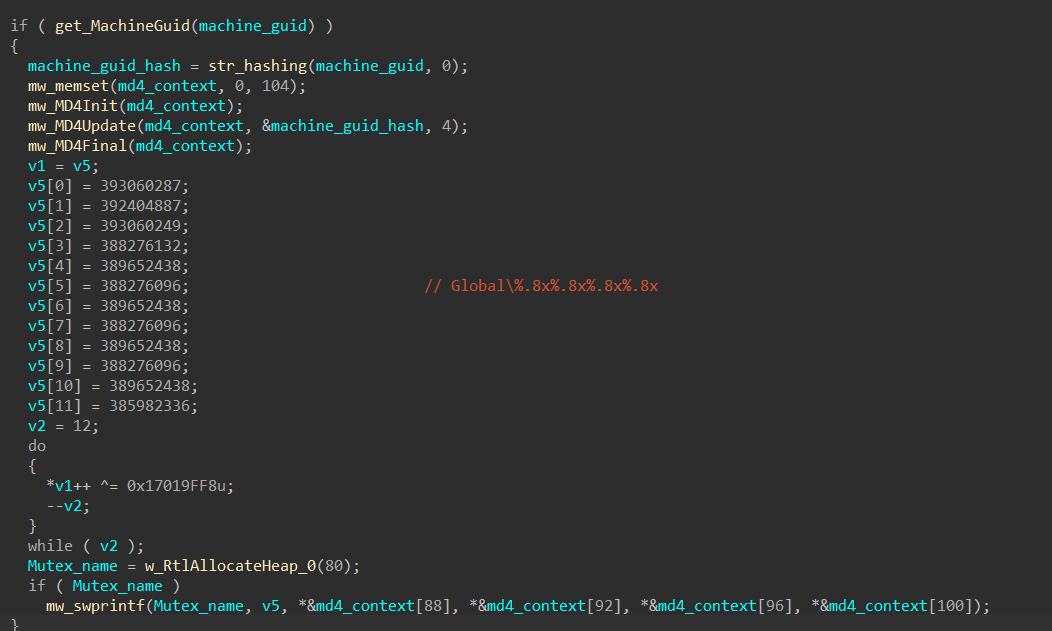 if ( get_MachineGuid(machine_guid) )
{
machine_guid_hash = str_hashing(machine_guid, 0);
mw_memset(md4_context, 0, 104);
mw_MD4Init(md4_context);
mw_MD4Update(md4_context, &machine_guid_hash, 4);
mw_MD4Final(md4_context);
v1 = v5;
v5[0] = 393060287;
v5[1] = 392404887;
v5[2] = 393060249;
v5[3] = 388276132;
v5[4] = 389652438;
v5[5] = 388276096; // Global\%.8x%.8x%.8x%.8x
v5[6] = 389652438;
v5[7] = 388276096;
v5[8] = 389652438;
v5[9] = 388276096;
v5[10] = 389652438;
v5[11] = 385982336;
v2 = 12;
do
{
*v1++ ^= 0x17019FF8u;
--v2;
}
while ( v2 );
Mutex_name = w_RtlAllocateHeap_0(80);
if ( Mutex_name )
mw_swprintf(Mutex_name, v5, *&md4_context[88], *&md4_context[92], *&md4_context[96], *&md4_context[100]);
}